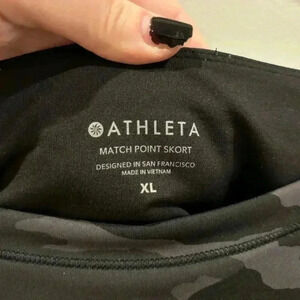 ATHLETA
MATCH POINT SKORT
DESIGNED IN SAN FRANCISCO
MADE IN VIETNAM
XL